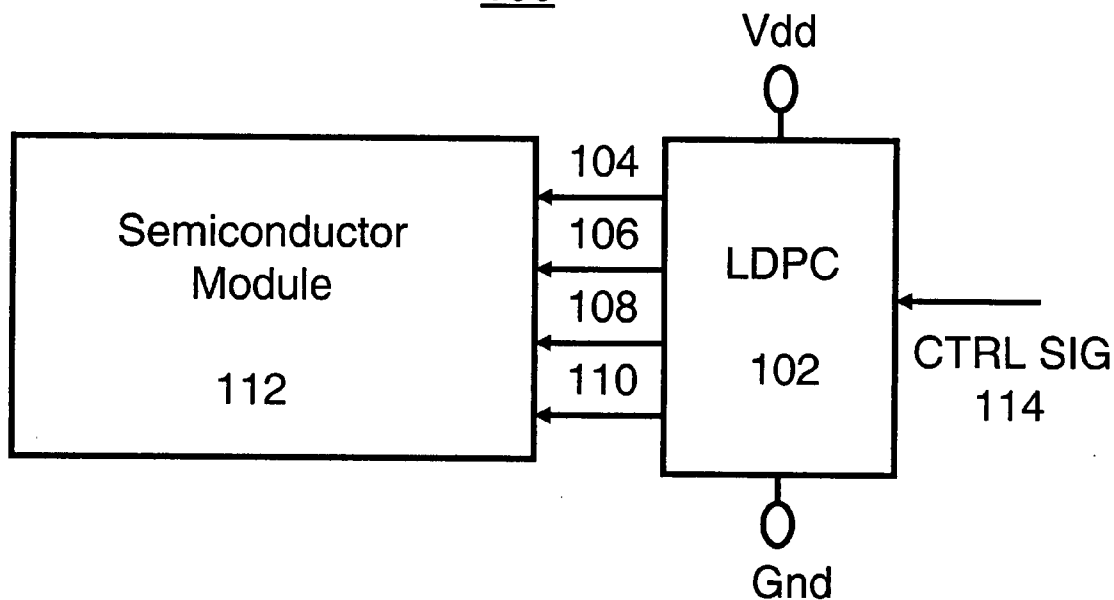 Vdd
104
Semiconductor
Module
106
LDPC
108
CTRL SIG
114
110
102
112
Gnd